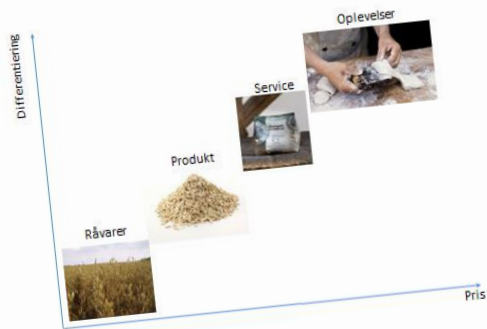 Oplevelser
Differentiering
Service
Produkt
Råvarer
Pris